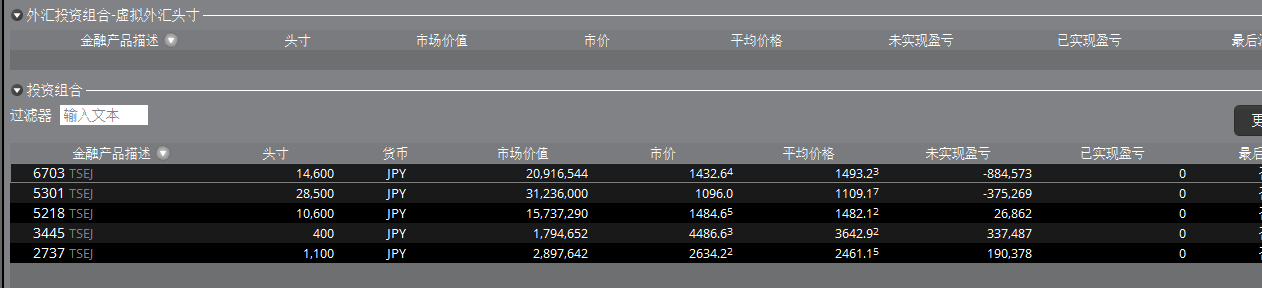 外汇投资组合-虚拟外汇头寸
金融产品描述 头寸 市场价值 市价 平均价格 未实现盈亏 已实现盈亏 最后
投资组合
过滤器 输入文本
金融产品描述 头寸 货币 市场价值 市价 平均价格 未实现盈亏 已实现盈亏 最后
6703 TSEJ 14,600 JPY 20,916,544 1432.6⁴ 1493.2³ -884,573 0
5301 TSEJ 28,500 JPY 31,236,000 1096.0 1109.1⁷ -375,269 0
5218 TSEJ 10,600 JPY 15,737,290 1484.6⁵ 1482.1² 26,862 0
3445 TSEJ 400 JPY 1,794,652 4486.6³ 3642.9² 337,487 0
2737 TSEJ 1,100 JPY 2,897,642 2634.2² 2461.1⁵ 190,378 0